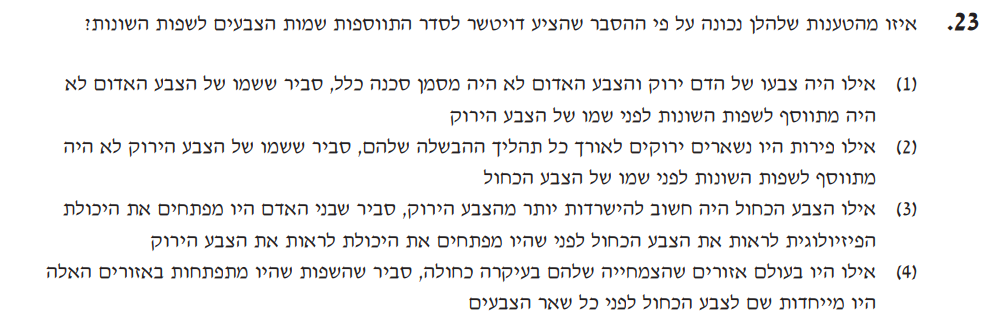 23. איזו מהטענות שלהלן נכונה על פי ההסבר שהציע דויטשר לסדר התווספות שמות הצבעים לשפות השונות?
(1) אילו היה צבעו של הדם ירוק והצבע האדום לא היה מסמן סכנה כלל, סביר ששמו של הצבע האדום לא
היה מתווסף לשפות השונות לפני שמו של הצבע הירוק
(2) אילו פירות היו נשארים ירוקים לאורך כל תהליך ההבשלה שלהם, סביר ששמו של הצבע הירוק לא היה
מתווסף לשפות השונות לפני שמו של הצבע הכחול
(3) אילו הצבע הכחול היה חשוב להישרדות יותר מהצבע הירוק, סביר שבני האדם היו מפתחים את היכולת
הפיזיולוגית לראות את הצבע הכחול לפני שהיו מפתחים את היכולת לראות את הצבע הירוק
(4) אילו היו בעולם אזורים שהצמחייה שלהם בעיקרה כחולה, סביר שהשפות שהיו מתפתחות באזורים האלה
היו מייחדות שם לצבע הכחול לפני כל שאר הצבעים